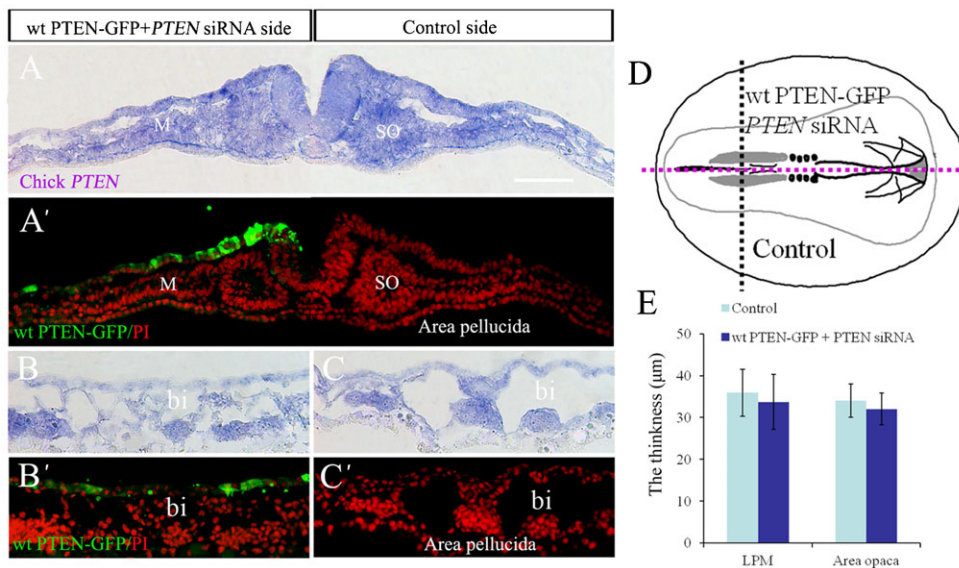 wt PTEN-GFP+PTEN siRNA side
Control side
A
M
SO
Chick PTEN
A′
M
SO
wt PTEN-GFP/PI
Area pellucida
B
bi
C
bi
B′
bi
wt PTEN-GFP/PI
C′
bi
Area pellucida
D
wt PTEN-GFP
PTEN siRNA
Control
E
Control
wt PTEN-GFP + PTEN siRNA
The thinkness (μm)
50
40
30
20
10
0
LPM
Area opaca